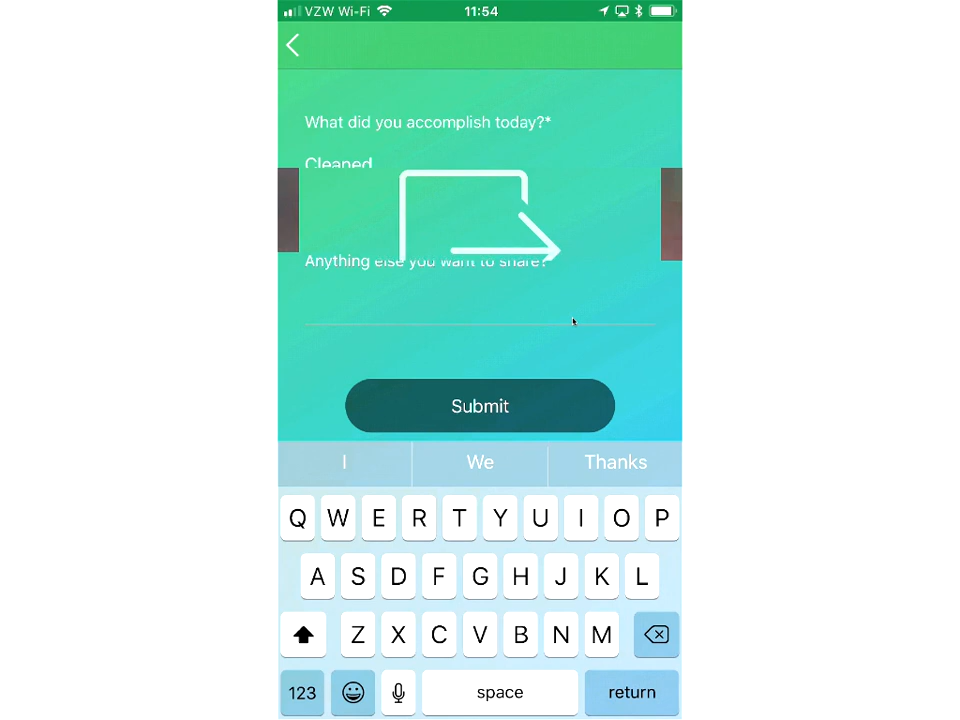 VZW Wi-Fi 11:54
What did you accomplish today?*
Cleaned
Anything else you want to share?
Submit
I We Thanks
Q W E R T Y U I O P
A S D F G H J K L
Z X C V B N M
123 space return